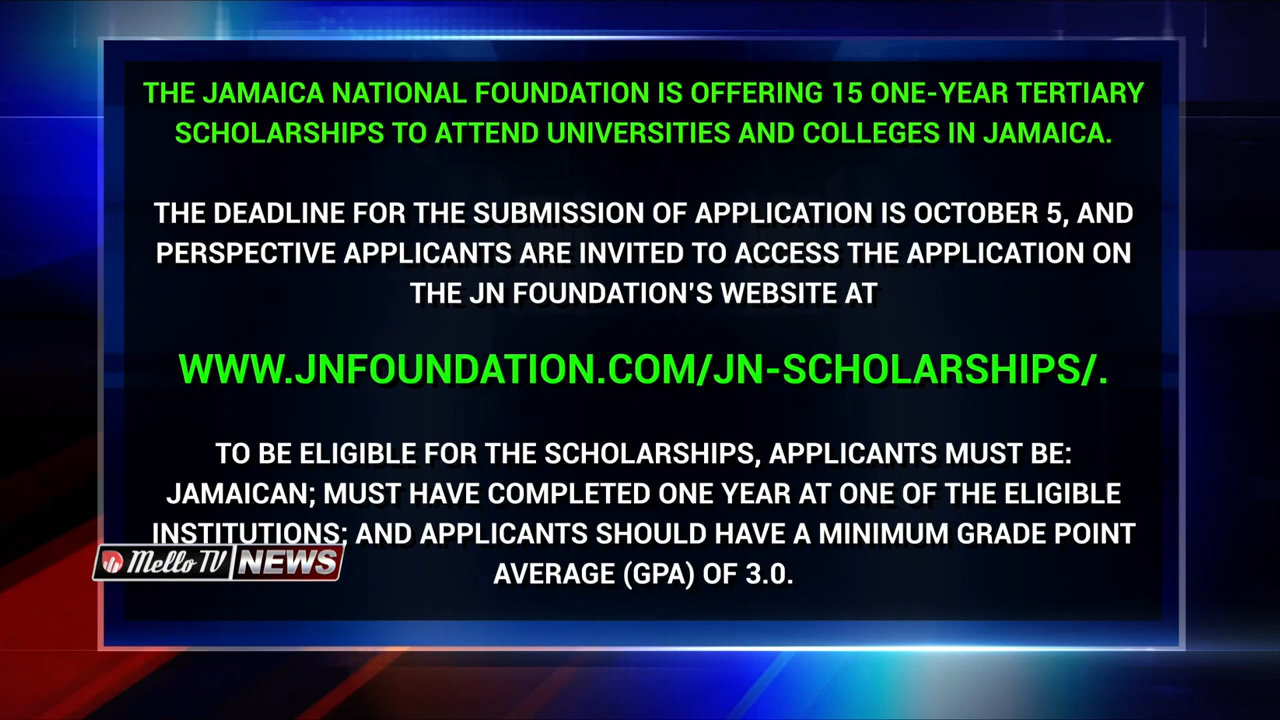 THE JAMAICA NATIONAL FOUNDATION IS OFFERING 15 ONE-YEAR TERTIARY
SCHOLARSHIPS TO ATTEND UNIVERSITIES AND COLLEGES IN JAMAICA.
THE DEADLINE FOR THE SUBMISSION OF APPLICATION IS OCTOBER 5, AND
PERSPECTIVE APPLICANTS ARE INVITED TO ACCESS THE APPLICATION ON
THE JN FOUNDATION'S WEBSITE AT
WWW.JNFOUNDATION.COM/JN-SCHOLARSHIPS/.
TO BE ELIGIBLE FOR THE SCHOLARSHIPS, APPLICANTS MUST BE:
JAMAICAN; MUST HAVE COMPLETED ONE YEAR AT ONE OF THE ELIGIBLE
INSTITUTIONS; AND APPLICANTS SHOULD HAVE A MINIMUM GRADE POINT
AVERAGE (GPA) OF 3.0.
Mello TV NEWS